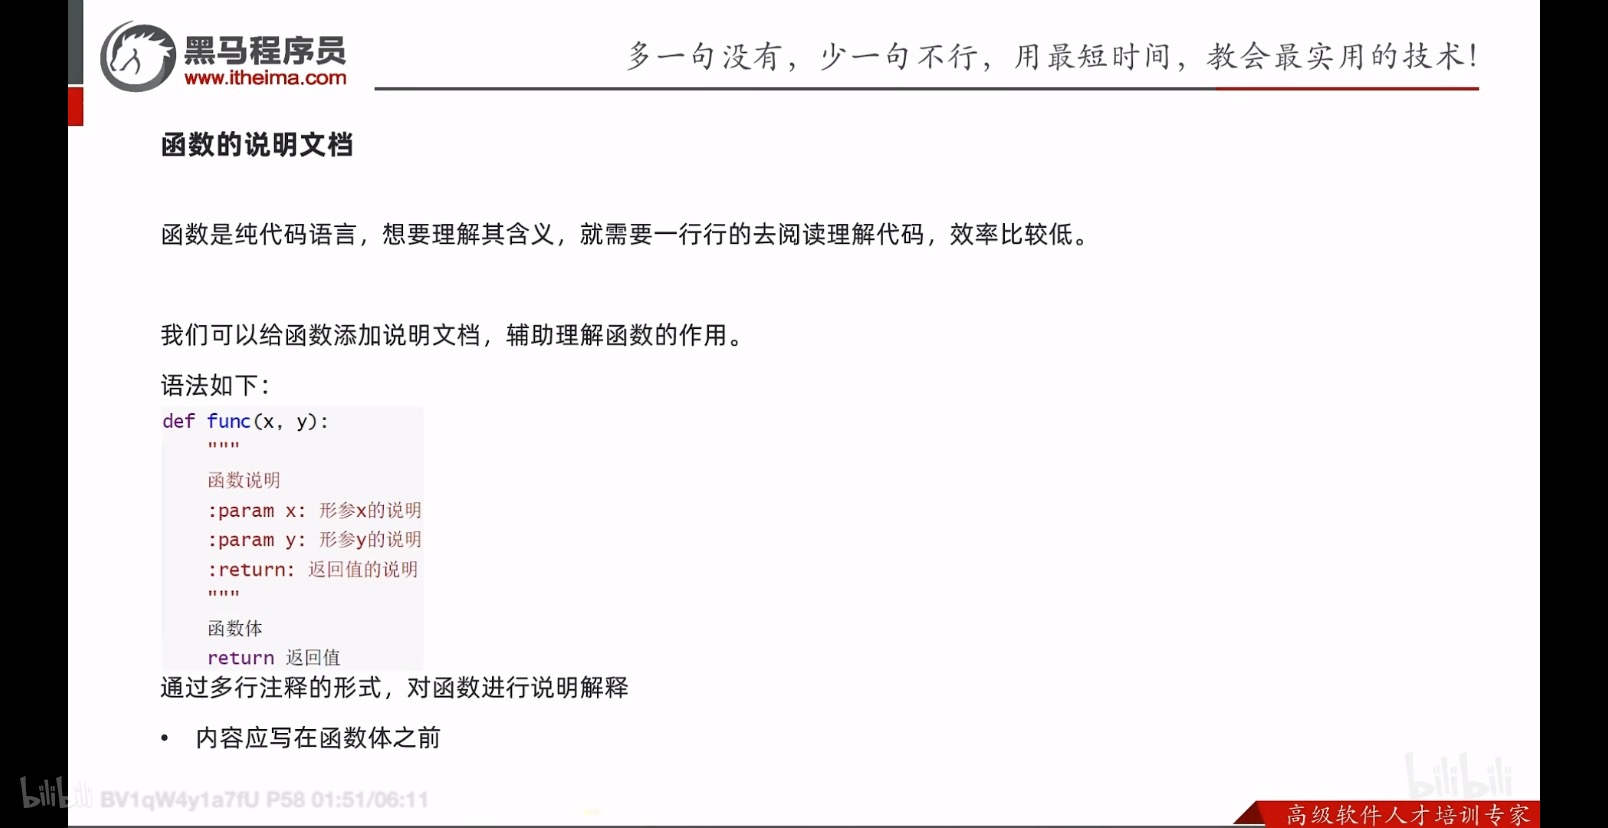 黑马程序员
www.itheima.com
多一句没有，少一句不行，用最短时间，教会最实用的技术！
函数的说明文档
函数是纯代码语言，想要理解其含义，就需要一行行的去阅读理解代码，效率比较低。
我们可以给函数添加说明文档，辅助理解函数的作用。
语法如下：
def func(x, y):
    """
    函数说明
    :param x: 形参x的说明
    :param y: 形参y的说明
    :return: 返回值的说明
    """
    函数体
    return 返回值
通过多行注释的形式，对函数进行说明解释
• 内容应写在函数体之前
bilibili
bilibili BV1qW4y1a7fU P58 01:51/06:11
高级软件人才培训专家